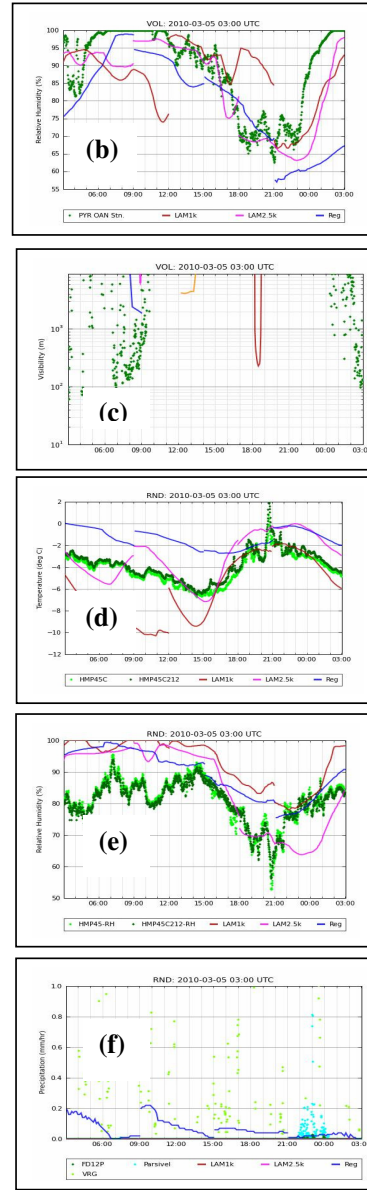 VOL: 2010-03-05 03:00 UTC
100
95
90
85
80
75
70
65
60
55
Relative Humidity (%)
(b)
06:00 09:00 12:00 15:00 18:00 21:00 00:00 03:00
PYR OAN Stn. LAM1k LAM2.5k Reg
VOL: 2010-03-05 03:00 UTC
10³
10²
10¹
Visibility (m)
(c)
06:00 09:00 12:00 15:00 18:00 21:00 00:00 03:00
RND: 2010-03-05 03:00 UTC
2
0
−2
−4
−6
−8
−10
−12
Temperature (deg C)
(d)
06:00 09:00 12:00 15:00 18:00 21:00 00:00 03:00
HMP45C HMP45C212 LAM1k LAM2.5k Reg
RND: 2010-03-05 03:00 UTC
100
90
80
70
60
50
Relative Humidity (%)
(e)
06:00 09:00 12:00 15:00 18:00 21:00 00:00 03:00
HMP45-RH HMP45C212-RH LAM1k LAM2.5k Reg
RND: 2010-03-05 03:00 UTC
1.0
0.8
0.6
0.4
0.2
0.0
Precipitation (mm/hr)
(f)
06:00 09:00 12:00 15:00 18:00 21:00 00:00 03:00
FD12P Parsivel LAM1k LAM2.5k Reg
VRG